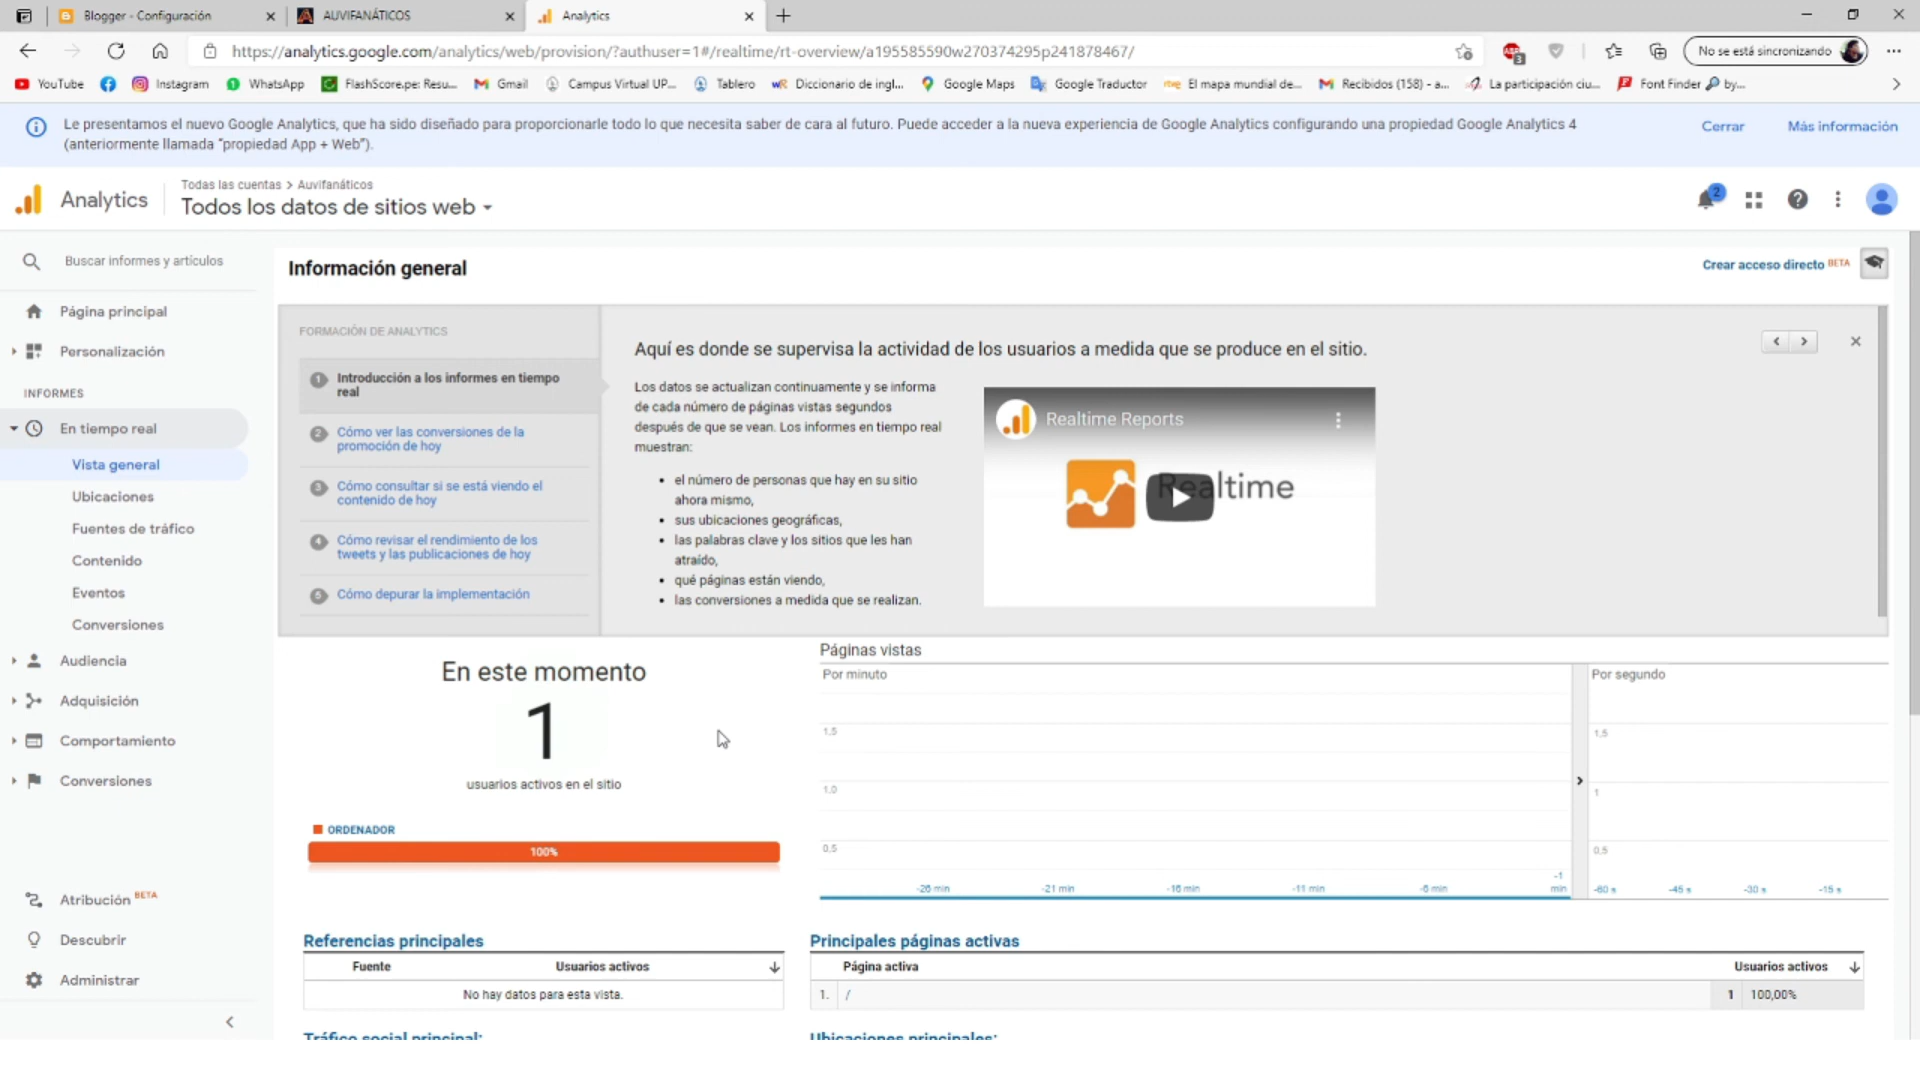 Blogger - Configuración
AUVIFANÁTICOS
Analytics
https://analytics.google.com/analytics/web/provision/?authuser=1#/realtime/rt-overview/a195585590w270374295p241878467/
3
No se está sincronizando
YouTube
Instagram
WhatsApp
FlashScore.pe: Resu...
Gmail
Campus Virtual UP...
Tablero
Diccionario de ingl...
Google Maps
Google Traductor
El mapa mundial de...
Recibidos (158) - a...
La participación ciu...
Font Finder 🔎 by...
Le presentamos el nuevo Google Analytics, que ha sido diseñado para proporcionarle todo lo que necesita saber de cara al futuro. Puede acceder a la nueva experiencia de Google Analytics configurando una propiedad Google Analytics 4
(anteriormente llamada "propiedad App + Web").
Cerrar
Más información
Analytics
Todas las cuentas > Auvifanáticos
Todos los datos de sitios web
2
Buscar informes y artículos
Página principal
Personalización
INFORMES
En tiempo real
Vista general
Ubicaciones
Fuentes de tráfico
Contenido
Eventos
Conversiones
Audiencia
Adquisición
Comportamiento
Conversiones
Atribución BETA
Descubrir
Administrar
Información general
Crear acceso directo BETA
FORMACIÓN DE ANALYTICS
1 Introducción a los informes en tiempo
real
2 Cómo ver las conversiones de la
promoción de hoy
3 Cómo consultar si se está viendo el
contenido de hoy
4 Cómo revisar el rendimiento de los
tweets y las publicaciones de hoy
5 Cómo depurar la implementación
Aquí es donde se supervisa la actividad de los usuarios a medida que se produce en el sitio.
Los datos se actualizan continuamente y se informa
de cada número de páginas vistas segundos
después de que se vean. Los informes en tiempo real
muestran:
• el número de personas que hay en su sitio
ahora mismo,
• sus ubicaciones geográficas,
• las palabras clave y los sitios que les han
atraído,
• qué páginas están viendo,
• las conversiones a medida que se realizan.
Realtime Reports
Realtime
En este momento
1
usuarios activos en el sitio
ORDENADOR
100%
Páginas vistas
Por minuto
1,5
1.0
0,5
-26 min
-21 min
-16 min
-11 min
-6 min
-1
min
Por segundo
1,5
1
0,5
-60 s
-45 s
-30 s
-15 s
Referencias principales
Fuente
Usuarios activos
No hay datos para esta vista.
Principales páginas activas
Página activa
Usuarios activos
1. /
1
100,00%
Tráfico social principal:
Ubicaciones principales: